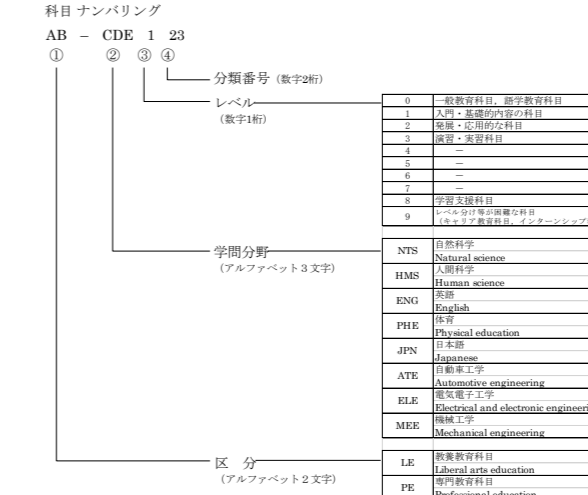 科目 ナンバリング
AB － CDE 1 23
① ② ③ ④
分類番号（数字2桁）
レベル
（数字1桁）
0 一般教育科目，語学教育科目
1 入門・基礎的内容の科目
2 発展・応用的な科目
3 演習・実習科目
4 －
5 －
6 －
7 －
8 学習支援科目
9 レベル分け等が困難な科目
（キャリア教育科目，インターンシップ
学問分野
（アルファベット３文字）
NTS 自然科学
Natural science
HMS 人間科学
Human science
ENG 英語
English
PHE 体育
Physical education
JPN 日本語
Japanese
ATE 自動車工学
Automotive engineering
ELE 電気電子工学
Electrical and electronic engineeri
MEE 機械工学
Mechanical engineering
区 分
（アルファベット２文字）
LE 教養教育科目
Liberal arts education
PE 専門教育科目
Professional education